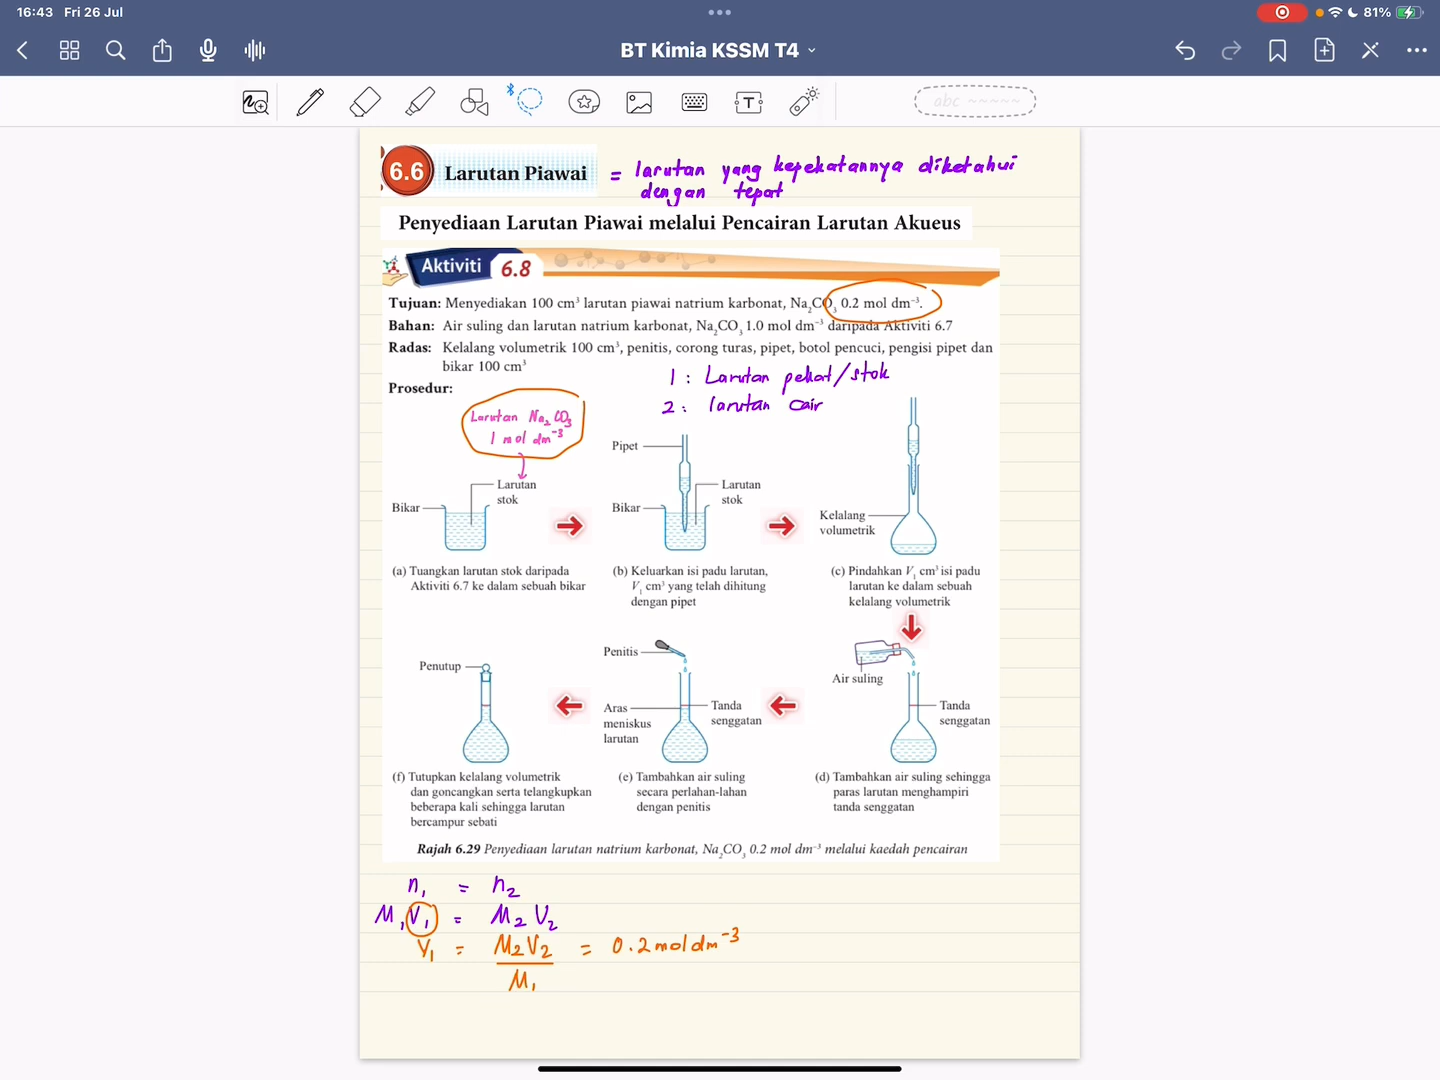 16:43 Fri 26 Jul
81%
BT Kimia KSSM T4
abc
6.6 Larutan Piawai = larutan yang kepekatannya diketahui
dengan tepat
Penyediaan Larutan Piawai melalui Pencairan Larutan Akueus
Aktiviti 6.8
Tujuan: Menyediakan 100 cm³ larutan piawai natrium karbonat, Na₂CO₃ 0.2 mol dm⁻³.
Bahan: Air suling dan larutan natrium karbonat, Na₂CO₃ 1.0 mol dm⁻³ daripada Aktiviti 6.7
Radas: Kelalang volumetrik 100 cm³, penitis, corong turas, pipet, botol pencuci, pengisi pipet dan
bikar 100 cm³
Prosedur:
1 : Larutan pekat/stok
2 : larutan cair
Larutan Na₂CO₃
1 mol dm⁻³
Bikar
Larutan
stok
(a) Tuangkan larutan stok daripada
Aktiviti 6.7 ke dalam sebuah bikar
Pipet
Bikar
Larutan
stok
(b) Keluarkan isi padu larutan,
V₁ cm³ yang telah dihitung
dengan pipet
Kelalang
volumetrik
(c) Pindahkan V₁ cm³ isi padu
larutan ke dalam sebuah
kelalang volumetrik
Penutup
(f) Tutupkan kelalang volumetrik
dan goncangkan serta telangkupkan
beberapa kali sehingga larutan
bercampur sebati
Penitis
Aras
meniskus
larutan
Tanda
senggatan
(e) Tambahkan air suling
secara perlahan-lahan
dengan penitis
Air suling
Tanda
senggatan
(d) Tambahkan air suling sehingga
paras larutan menghampiri
tanda senggatan
Rajah 6.29 Penyediaan larutan natrium karbonat, Na₂CO₃ 0.2 mol dm⁻³ melalui kaedah pencairan
n₁ = n₂
M₁V₁ = M₂V₂
V₁ = M₂V₂ = 0.2 mol dm⁻³
M₁